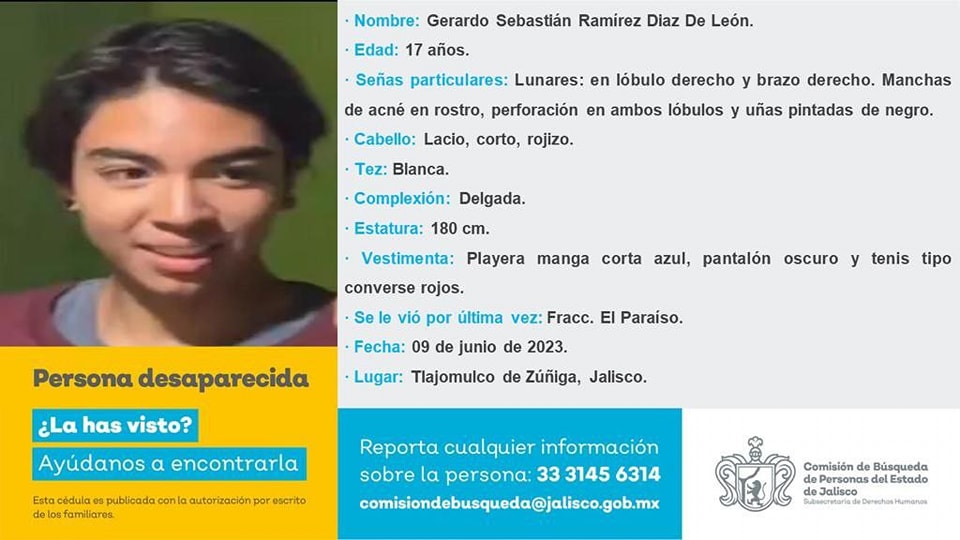 · Nombre: Gerardo Sebastián Ramírez Diaz De León.
· Edad: 17 años.
· Señas particulares: Lunares: en lóbulo derecho y brazo derecho. Manchas
de acné en rostro, perforación en ambos lóbulos y uñas pintadas de negro.
· Cabello: Lacio, corto, rojizo.
· Tez: Blanca.
· Complexión: Delgada.
· Estatura: 180 cm.
· Vestimenta: Playera manga corta azul, pantalón oscuro y tenis tipo
converse rojos.
· Se le vió por última vez: Fracc. El Paraíso.
· Fecha: 09 de junio de 2023.
· Lugar: Tlajomulco de Zúñiga, Jalisco.
Persona desaparecida
¿La has visto?
Ayúdanos a encontrarla
Esta cédula es publicada con la autorización por escrito
de los familiares.
Reporta cualquier información
sobre la persona: 33 3145 6314
comisiondebusqueda@jalisco.gob.mx
Comisión de Búsqueda
de Personas del Estado
de Jalisco
Subsecretaría de Derechos Humanos